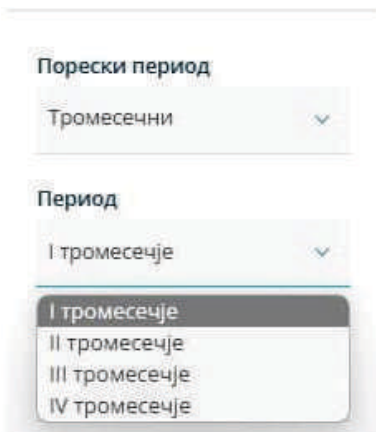 Порески период
Тромесечни
Период
I тромесечје
I тромесечје
II тромесечје
III тромесечје
IV тромесечје